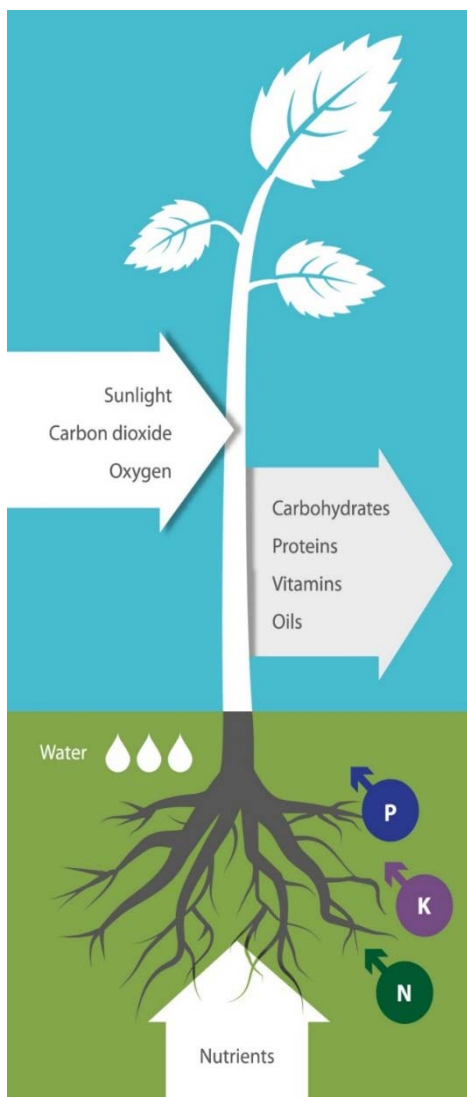 Sunlight
Carbon dioxide
Oxygen
Carbohydrates
Proteins
Vitamins
Oils
Water
P
K
N
Nutrients